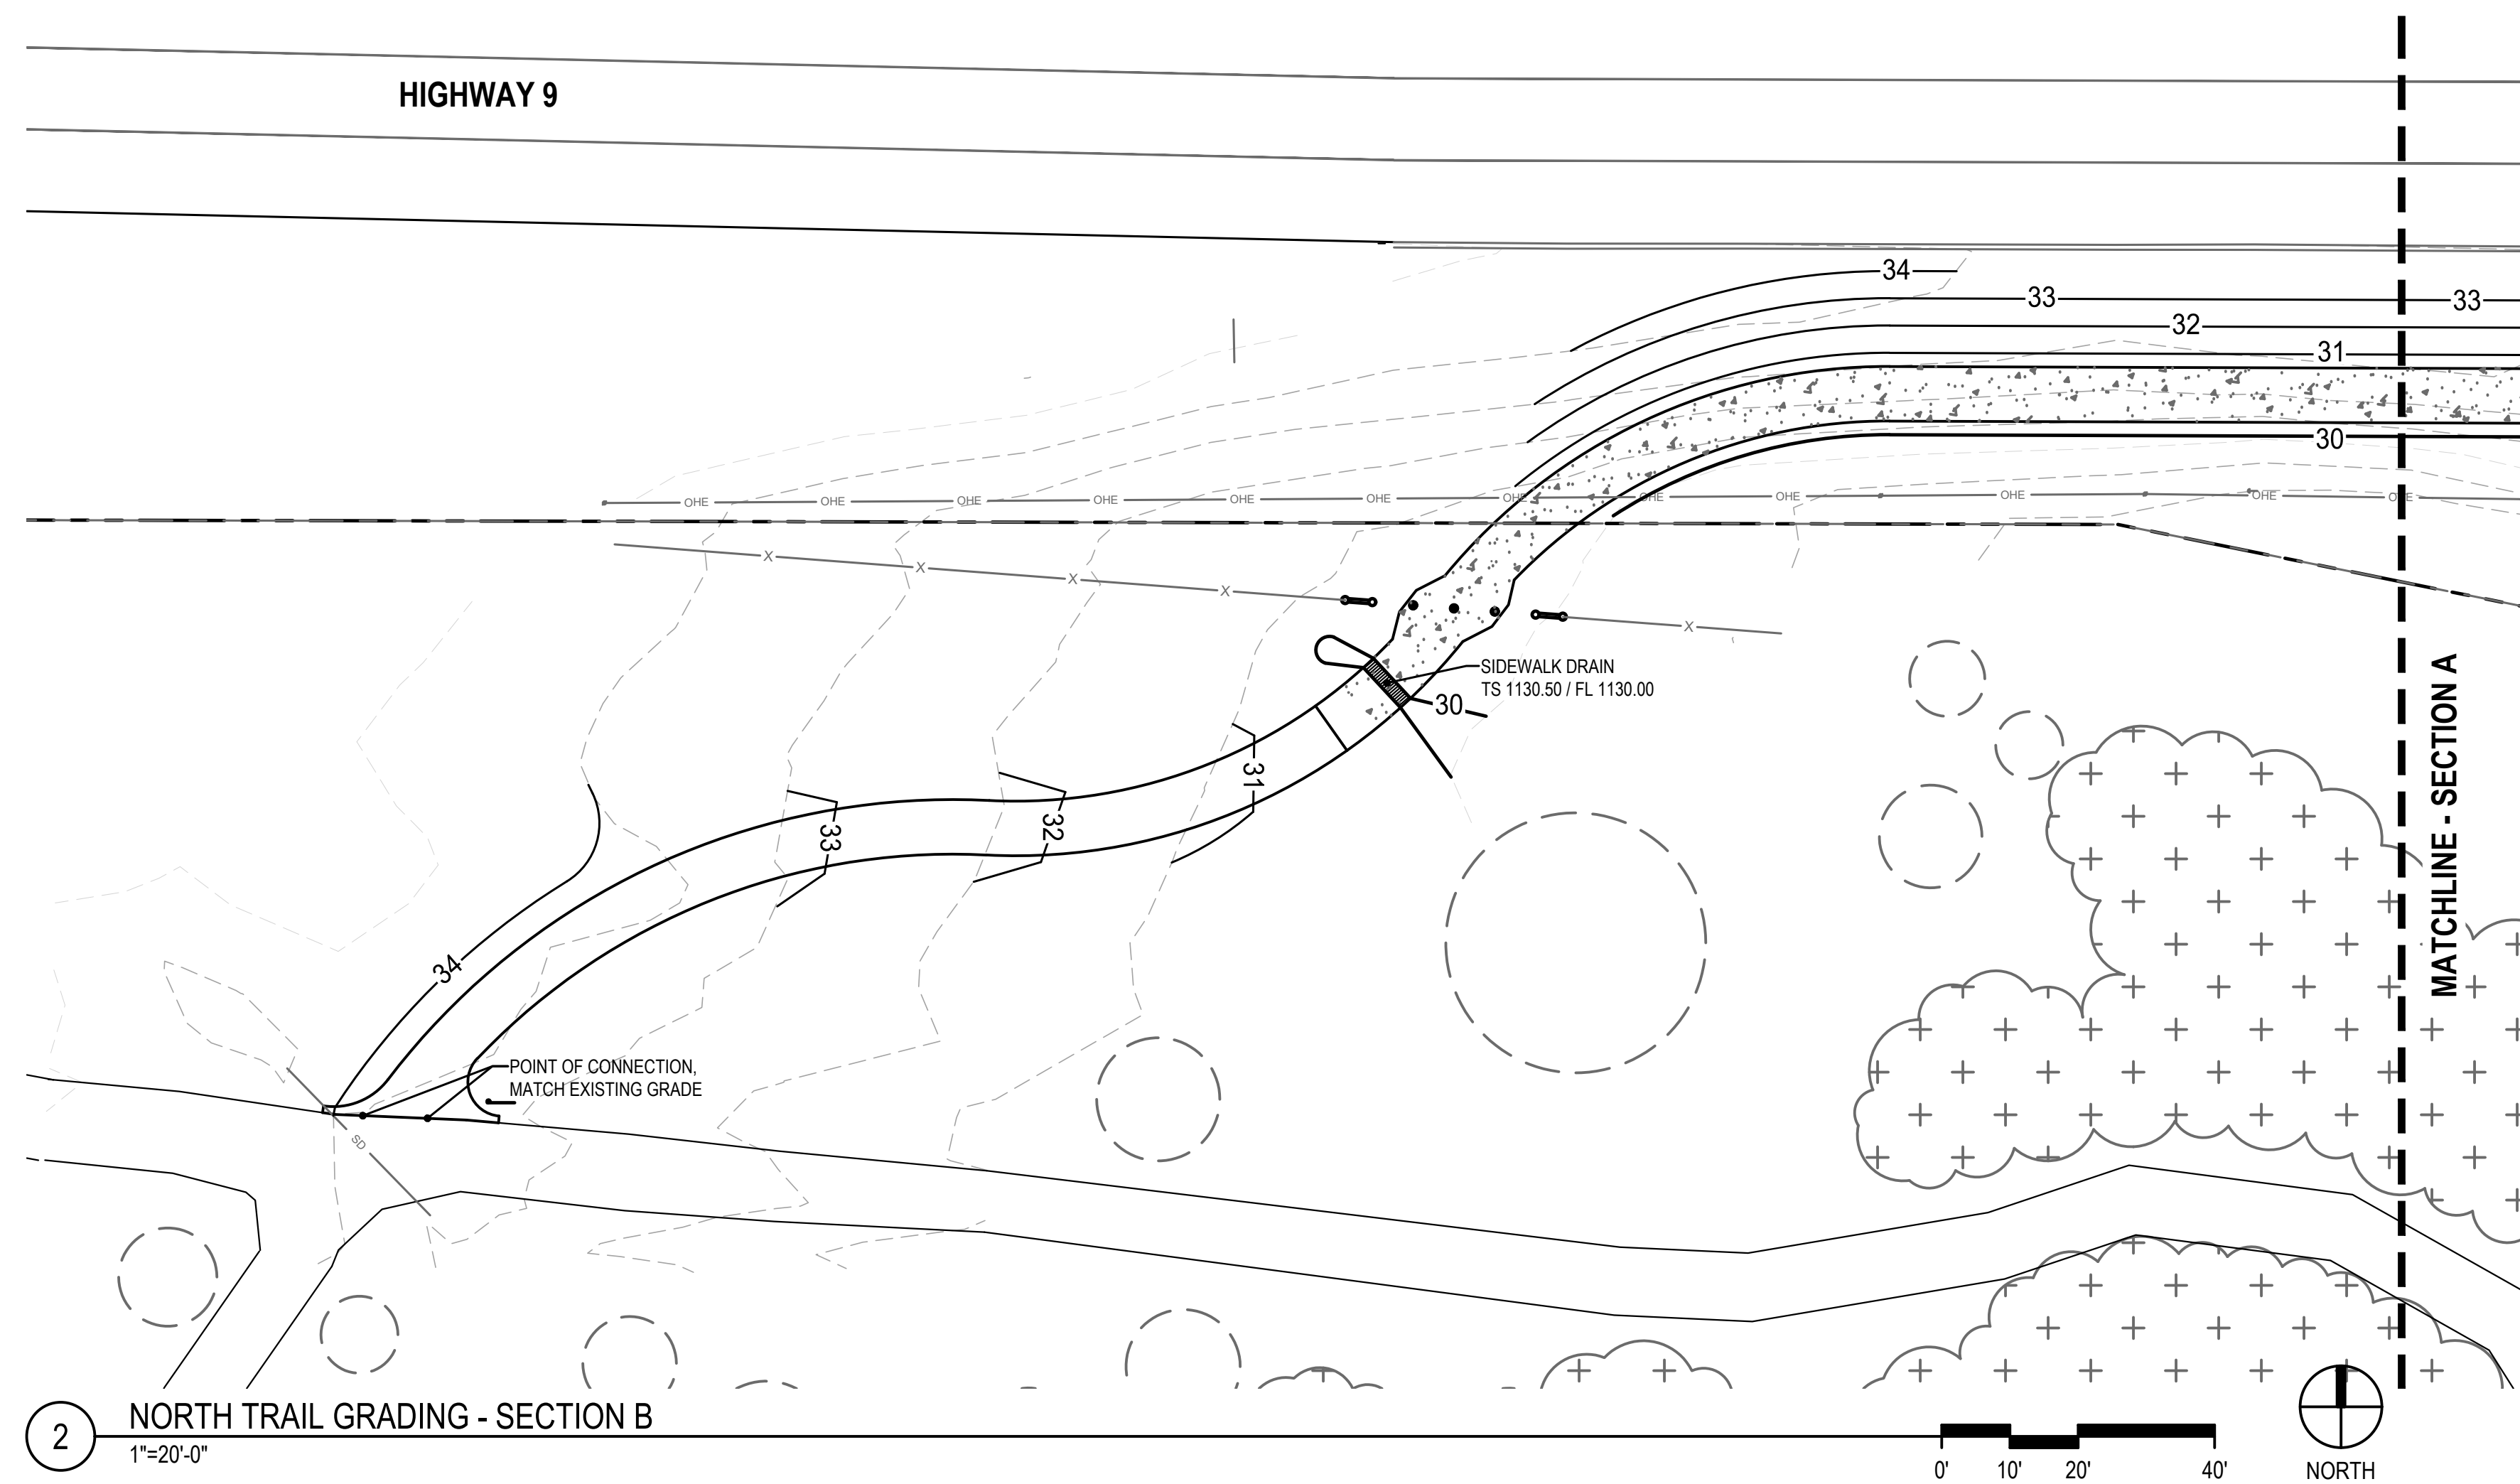 HIGHWAY 9
34
33
33
32
31
30
OHE
OHE
OHE
OHE
OHE
OHE
OHE
OHE
OHE
OHE
OHE
OHE
X
X
X
X
X
SIDEWALK DRAIN
TS 1130.50 / FL 1130.00
30
31
32
33
34
MATCHLINE - SECTION A
POINT OF CONNECTION,
MATCH EXISTING GRADE
SD
2
NORTH TRAIL GRADING - SECTION B
1"=20'-0"
0' 10' 20' 40'
NORTH